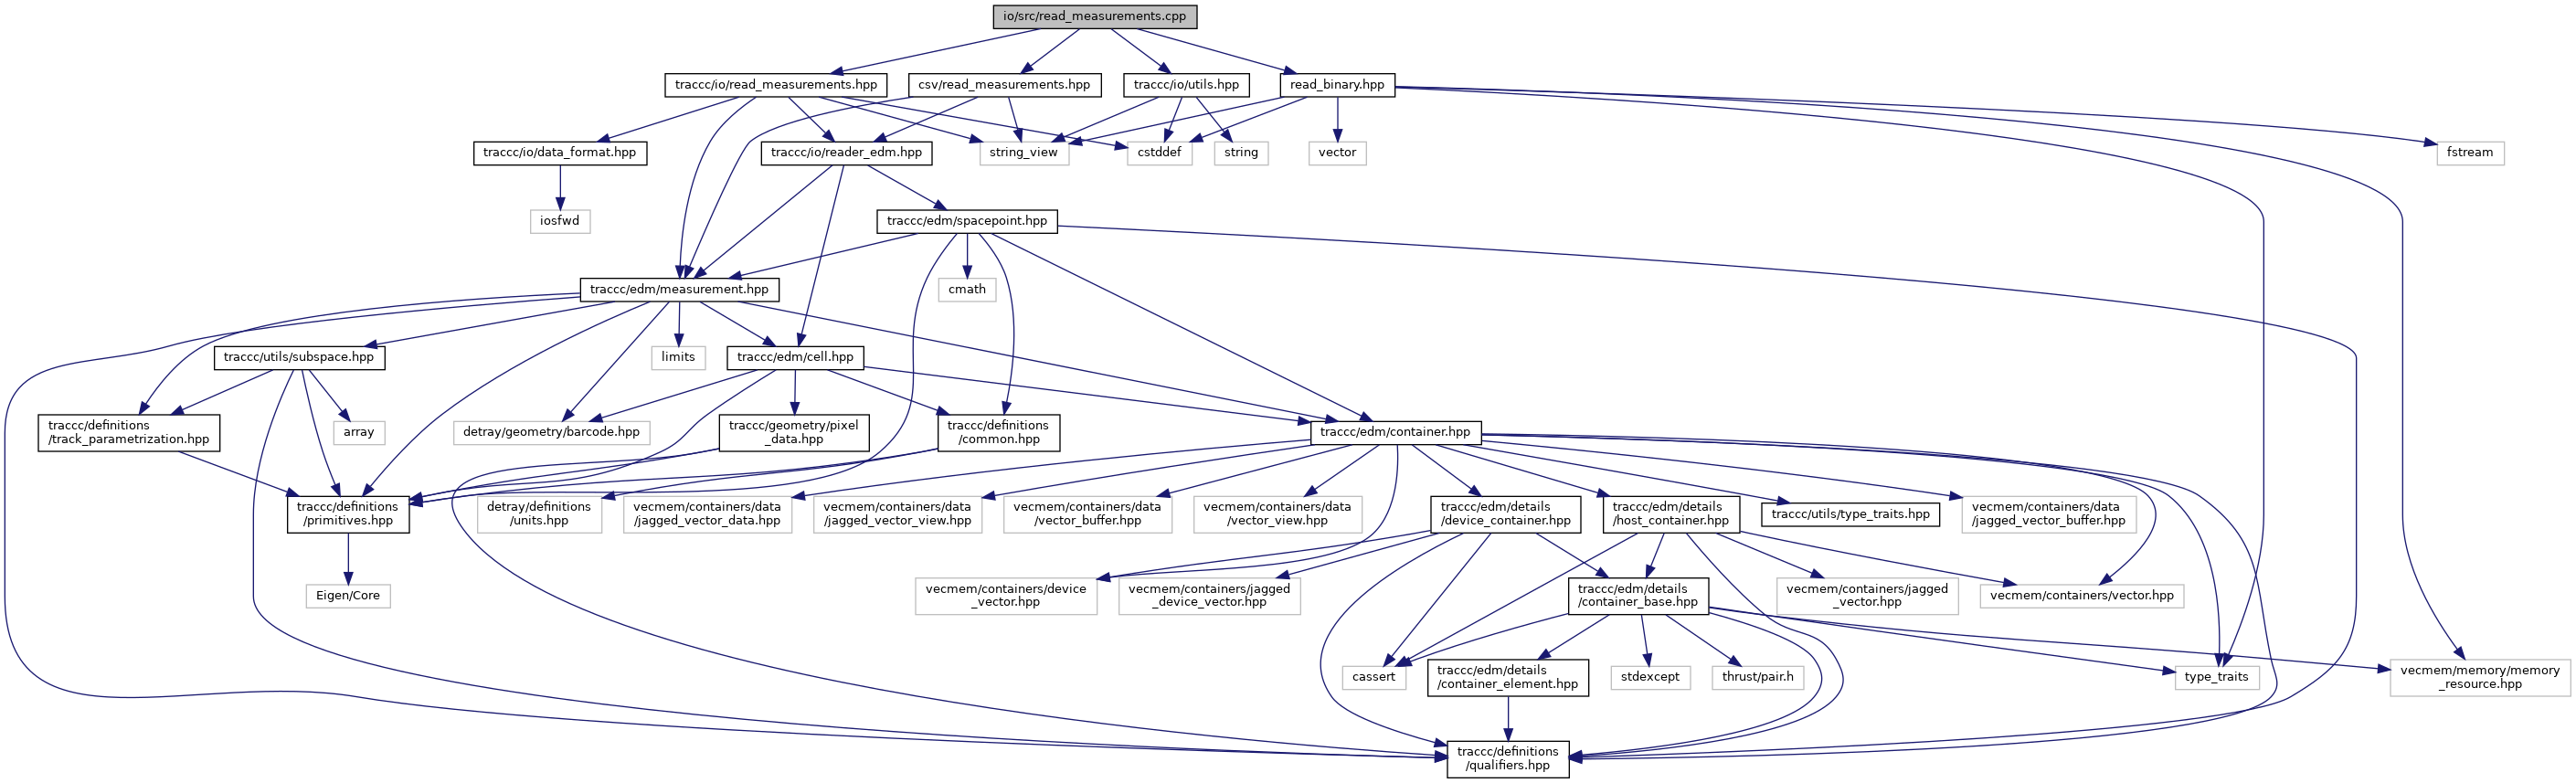 io/src/read_measurements.cpp
traccc/io/read_measurements.hpp
csv/read_measurements.hpp
traccc/io/utils.hpp
read_binary.hpp
traccc/io/data_format.hpp
traccc/io/reader_edm.hpp
string_view
cstddef
string
vector
fstream
iosfwd
traccc/edm/spacepoint.hpp
traccc/edm/measurement.hpp
cmath
traccc/utils/subspace.hpp
limits
traccc/edm/cell.hpp
traccc/definitions
/track_parametrization.hpp
array
detray/geometry/barcode.hpp
traccc/geometry/pixel
_data.hpp
traccc/definitions
/common.hpp
traccc/edm/container.hpp
traccc/definitions
/primitives.hpp
detray/definitions
/units.hpp
vecmem/containers/data
/jagged_vector_data.hpp
vecmem/containers/data
/jagged_vector_view.hpp
vecmem/containers/data
/vector_buffer.hpp
vecmem/containers/data
/vector_view.hpp
traccc/edm/details
/device_container.hpp
traccc/edm/details
/host_container.hpp
traccc/utils/type_traits.hpp
vecmem/containers/data
/jagged_vector_buffer.hpp
Eigen/Core
vecmem/containers/device
_vector.hpp
vecmem/containers/jagged
_device_vector.hpp
traccc/edm/details
/container_base.hpp
vecmem/containers/jagged
_vector.hpp
vecmem/containers/vector.hpp
cassert
traccc/edm/details
/container_element.hpp
stdexcept
thrust/pair.h
type_traits
vecmem/memory/memory
_resource.hpp
traccc/definitions
/qualifiers.hpp